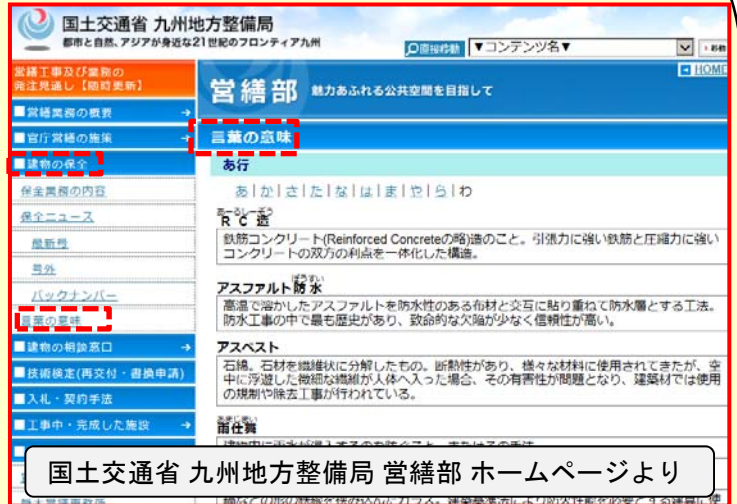 国土交通省 九州地方整備局
都市と自然、アジアが身近な21世紀のフロンティア九州
直接移動 ▼コンテンツ名▼
営繕工事及び業務の
発注見通し【随時更新】
■営繕業務の概要
■官庁営繕の施策
■建物の保全
保全業務の内容
保全ニュース
最新号
号外
バックナンバー
言葉の意味
■建物の相談窓口
■技術検定(再交付・書換申請)
■入札・契約手法
■工事中・完成した施設
HOME
営繕部 魅力あふれる公共空間を目指して
言葉の意味
あ行
あ|か|さ|た|な|は|ま|や|ら|わ
あーるしーぞう
RC造
鉄筋コンクリート(Reinforced Concreteの略)造のこと。引張力に強い鉄筋と圧縮力に強い
コンクリートの双方の利点を一体化した構造。
ぼうすい
アスファルト防水
高温で溶かしたアスファルトを防水性のある布材と交互に貼り重ねて防水層とする工法。
防水工事の中で最も歴史があり、致命的な欠陥が少なく信頼性が高い。
アスベスト
石綿。石材を繊維状に分解したもの。断熱性があり、様々な材料に使用されてきたが、空
中に浮遊した微細な繊維が人体へ入った場合、その有害性が問題となり、建築材では使用
の規制や除去工事が行われている。
あまじまい
雨仕舞
国土交通省 九州地方整備局 営繕部 ホームページより